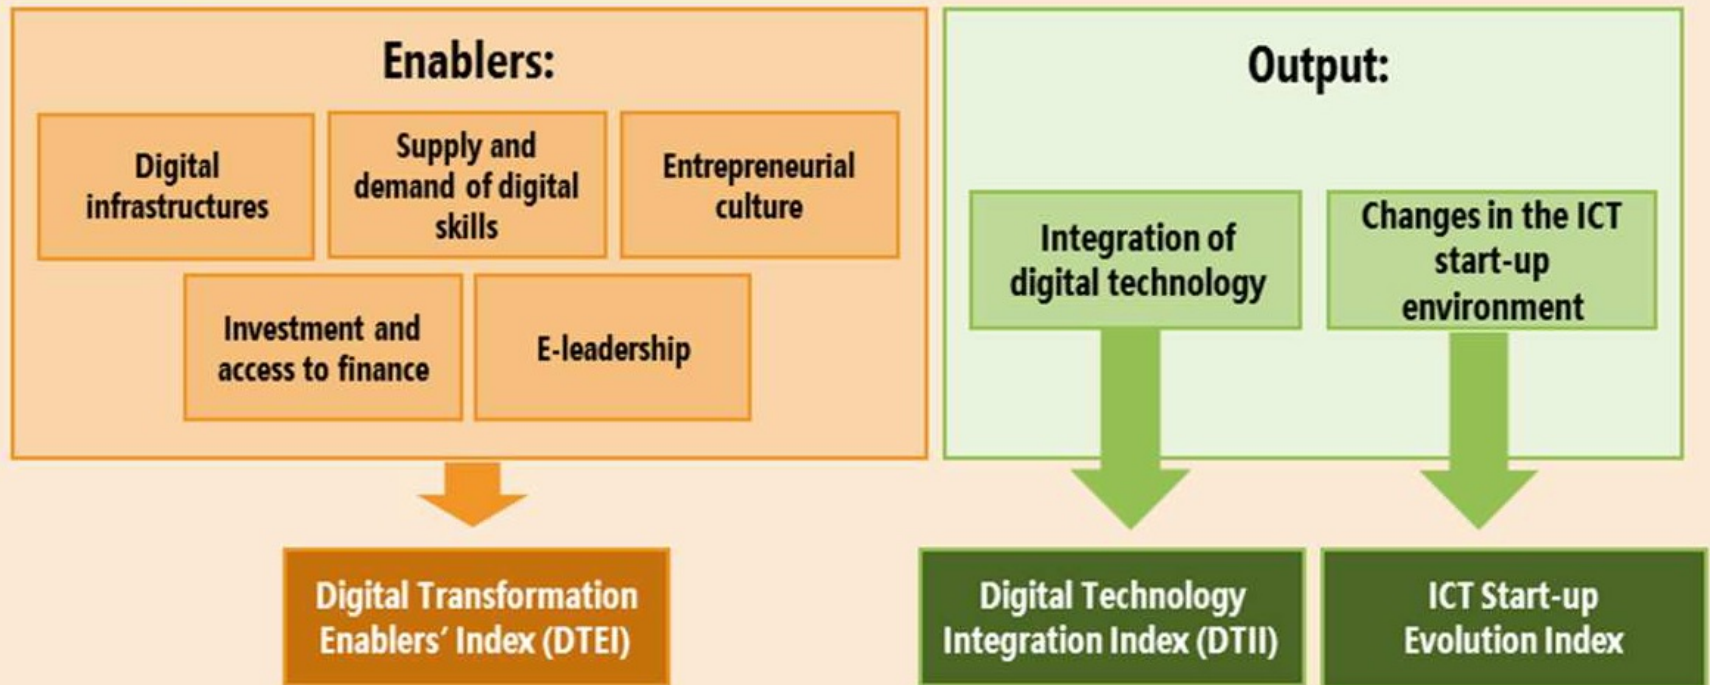 Enablers:
Digital
infrastructures
Supply and
demand of digital
skills
Entrepreneurial
culture
Investment and
access to finance
E-leadership
Digital Transformation
Enablers’ Index (DTEI)
Output:
Integration of
digital technology
Changes in the ICT
start-up
environment
Digital Technology
Integration Index (DTII)
ICT Start-up
Evolution Index